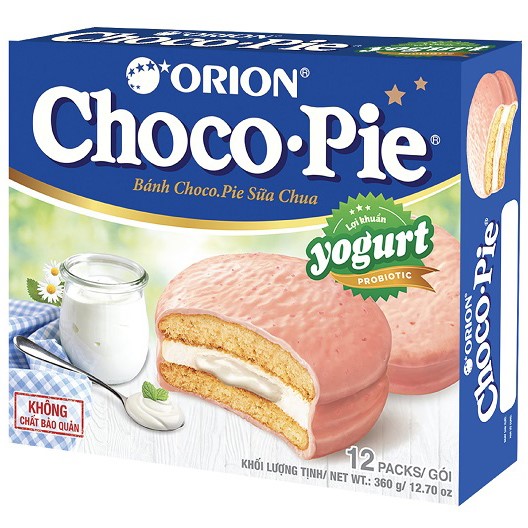 ORION®
Choco·Pie®
Bánh Choco.Pie Sữa Chua
Lợi khuẩn
yogurt
PROBIOTIC
KHÔNG
CHẤT BẢO QUẢN
12 PACKS/ GÓI
KHỐI LƯỢNG TỊNH/ NET WT.: 360 g/ 12.70 oz
ORION®
Choco·Pie®